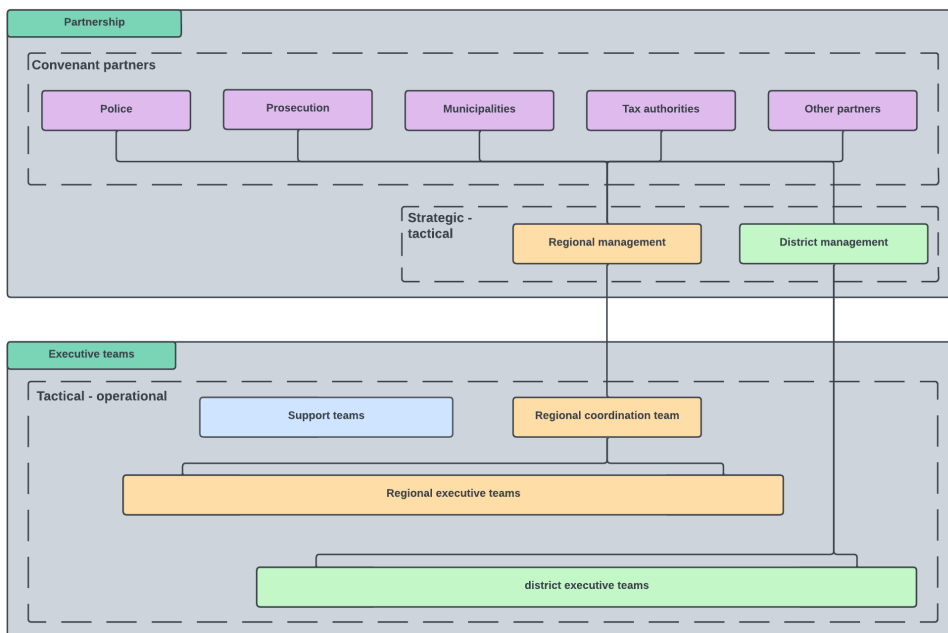 Partnership
Convenant partners
Police
Prosecution
Municipalities
Tax authorities
Other partners
Strategic -
tactical
Regional management
District management
Executive teams
Tactical - operational
Support teams
Regional coordination team
Regional executive teams
district executive teams